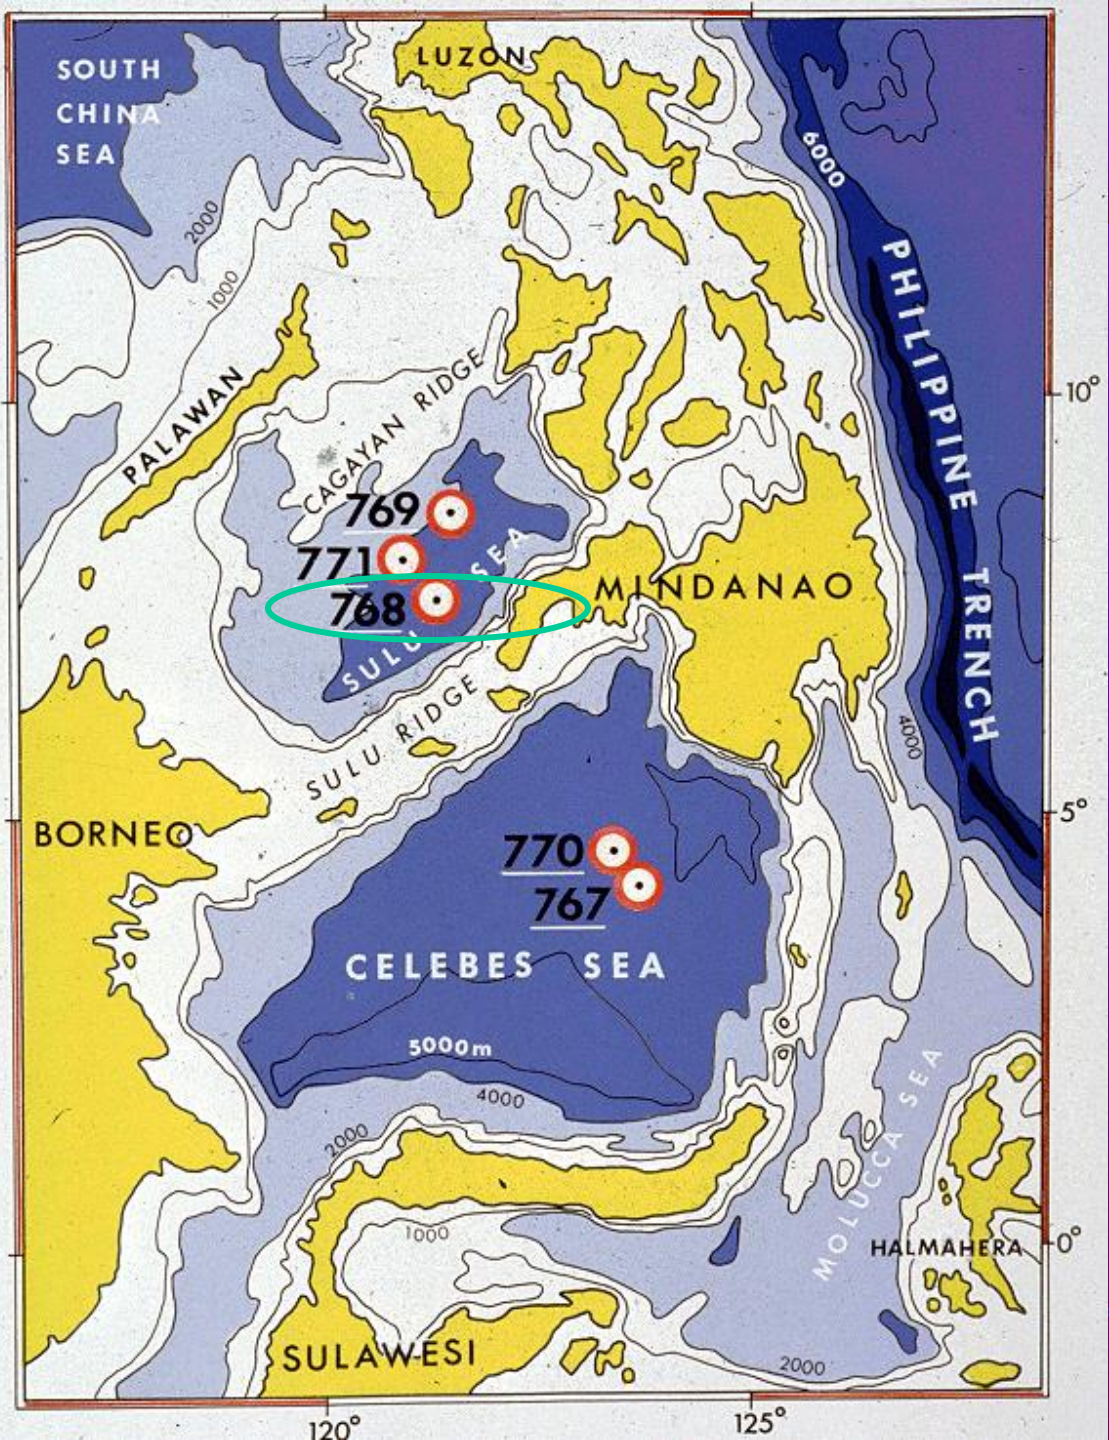 LUZON
SOUTH
CHINA
SEA
6000
2000
1000
PHILIPPINE
TRENCH
PALAWAN
CAGAYAN RIDGE
10°
769
771
768
SULU SEA
MINDANAO
SULU RIDGE
4000
5°
BORNEO
770
767
CELEBES SEA
5000m
4000
2000
MOLUCCA SEA
1000
HALMAHERA
0°
SULAWESI
2000
120°
125°